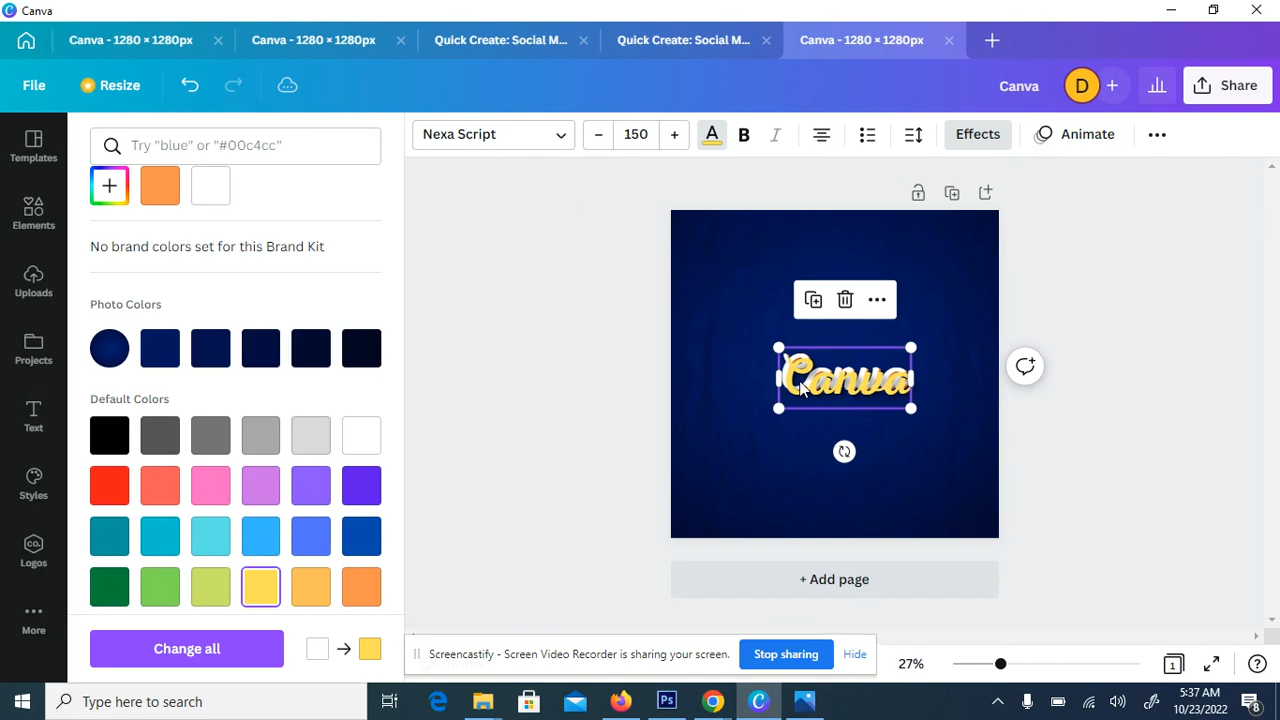 Canva
Canva - 1280 × 1280px
Canva - 1280 × 1280px
Quick Create: Social M...
Quick Create: Social M...
Canva - 1280 × 1280px
File
Resize
Canva
D
Share
Templates
Elements
Uploads
Projects
Text
Styles
CO.
Logos
More
Try "blue" or "#00c4cc"
No brand colors set for this Brand Kit
Photo Colors
Default Colors
Change all
Nexa Script
150
A
B
I
Effects
Animate
Canva
+ Add page
Screencastify - Screen Video Recorder is sharing your screen.
Stop sharing
Hide
27%
1
Type here to search
Ps
5:37 AM
10/23/2022
8